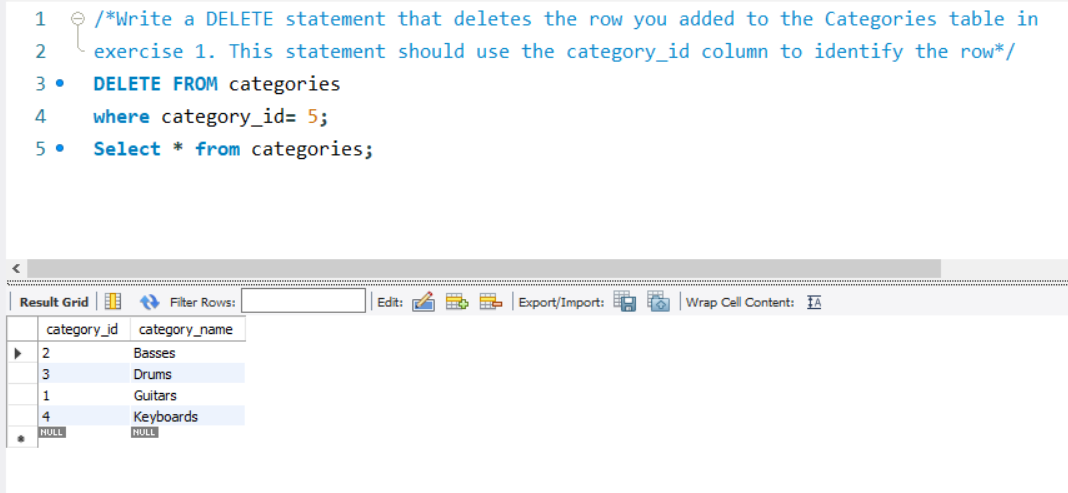 1 /*Write a DELETE statement that deletes the row you added to the Categories table in
2 exercise 1. This statement should use the category_id column to identify the row*/
3 DELETE FROM categories
4 where category_id= 5;
5 Select * from categories;
Result Grid Filter Rows: Edit: Export/Import: Wrap Cell Content: IA
category_id category_name
2 Basses
3 Drums
1 Guitars
4 Keyboards
NULL NULL